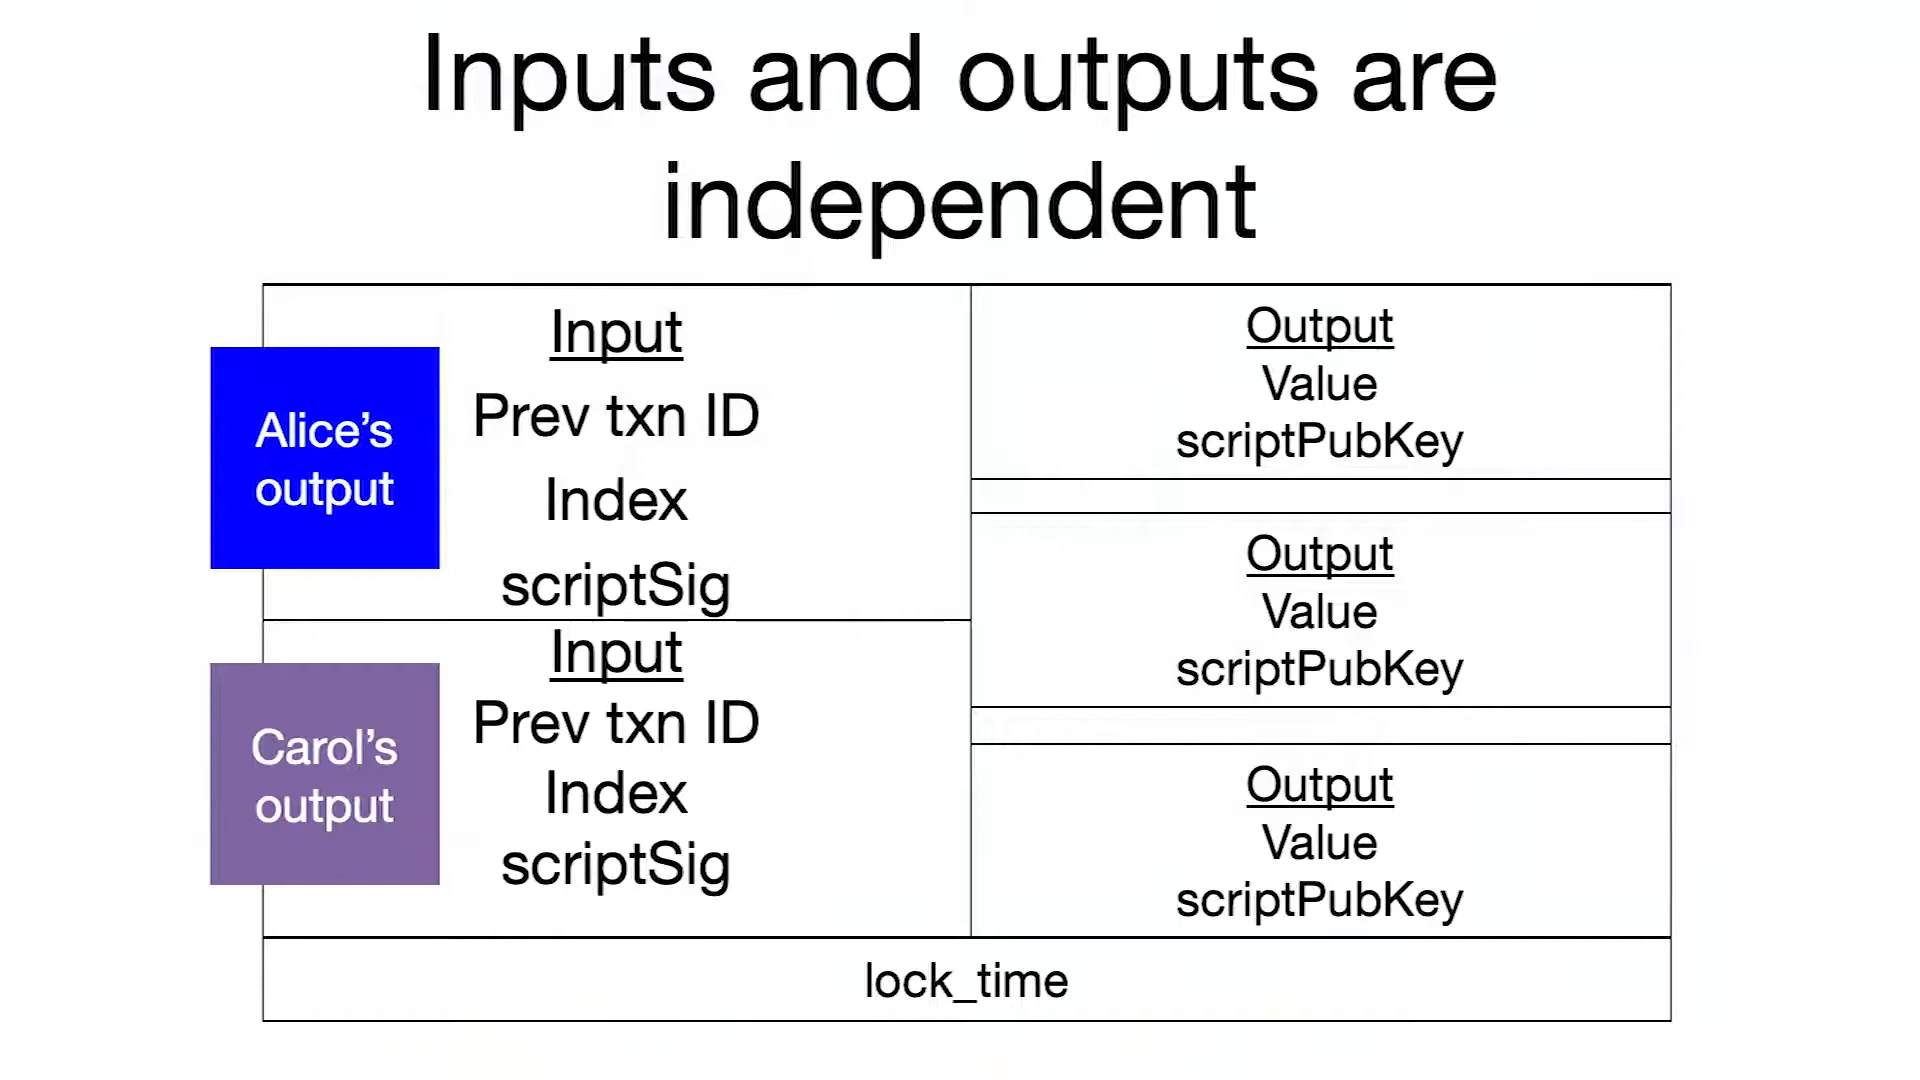 Inputs and outputs are
independent
Alice’s
output
Input
Prev txn ID
Index
scriptSig
Carol’s
output
Input
Prev txn ID
Index
scriptSig
Output
Value
scriptPubKey
Output
Value
scriptPubKey
Output
Value
scriptPubKey
lock_time